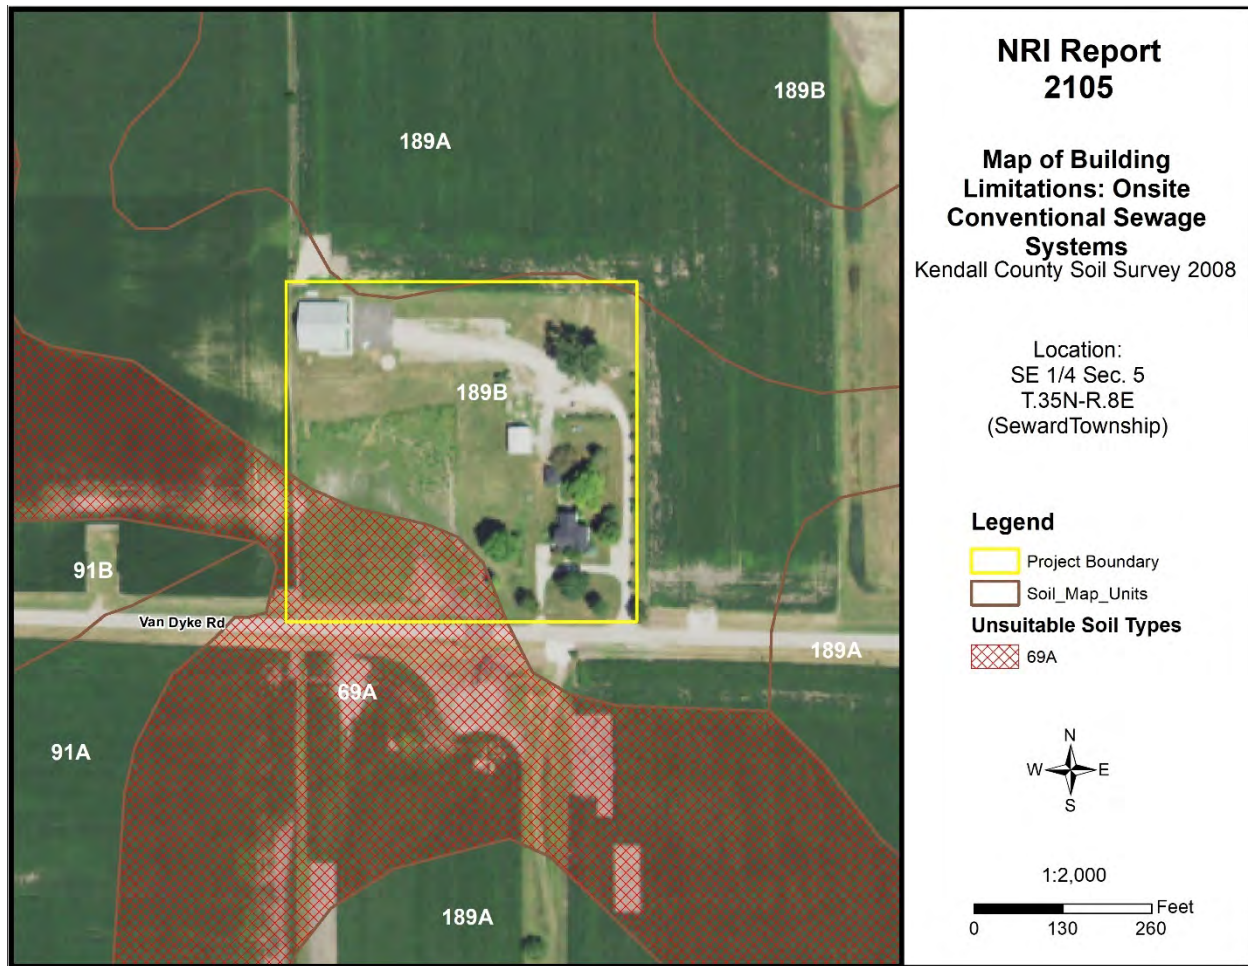 NRI Report
2105
Map of Building
Limitations: Onsite
Conventional Sewage
Systems
Kendall County Soil Survey 2008
Location:
SE 1/4 Sec. 5
T.35N-R.8E
(SewardTownship)
Legend
Project Boundary
Soil_Map_Units
Unsuitable Soil Types
69A
N
W E
S
1:2,000
Feet
0 130 260
189B
189A
189B
91B
Van Dyke Rd
189A
69A
91A
189A